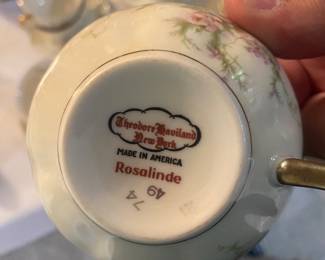 Theodore Haviland
New York
MADE IN AMERICA
Rosalinde
49
74